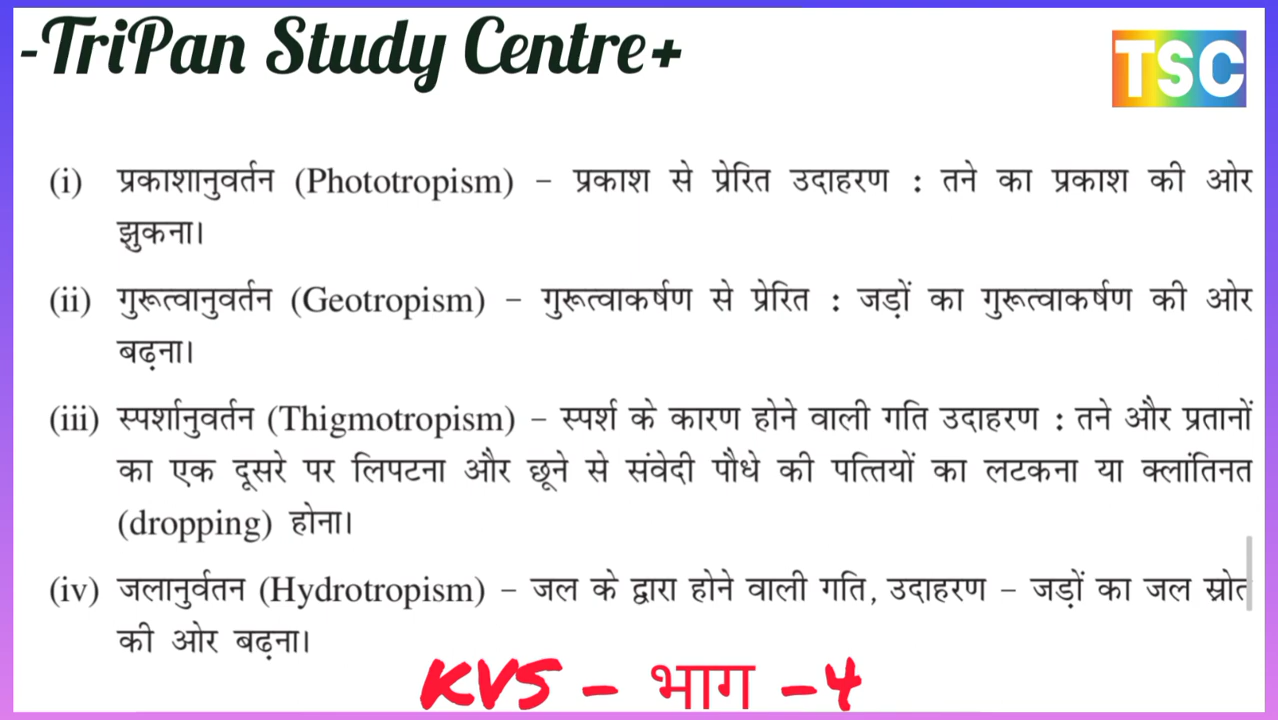 -TriPan Study Centre+
TSC
(i) प्रकाशानुवर्तन (Phototropism) – प्रकाश से प्रेरित उदाहरण : तने का प्रकाश की ओर
झुकना।
(ii) गुरूत्वानुवर्तन (Geotropism) – गुरूत्वाकर्षण से प्रेरित : जड़ों का गुरूत्वाकर्षण की ओर
बढ़ना।
(iii) स्पर्शानुवर्तन (Thigmotropism) – स्पर्श के कारण होने वाली गति उदाहरण : तने और प्रतानों
का एक दूसरे पर लिपटना और छूने से संवेदी पौधे की पत्तियों का लटकना या क्लांतिनत
(dropping) होना।
(iv) जलानुर्वतन (Hydrotropism) – जल के द्वारा होने वाली गति, उदाहरण – जड़ों का जल स्रोत
की ओर बढ़ना।
KVS – भाग -4